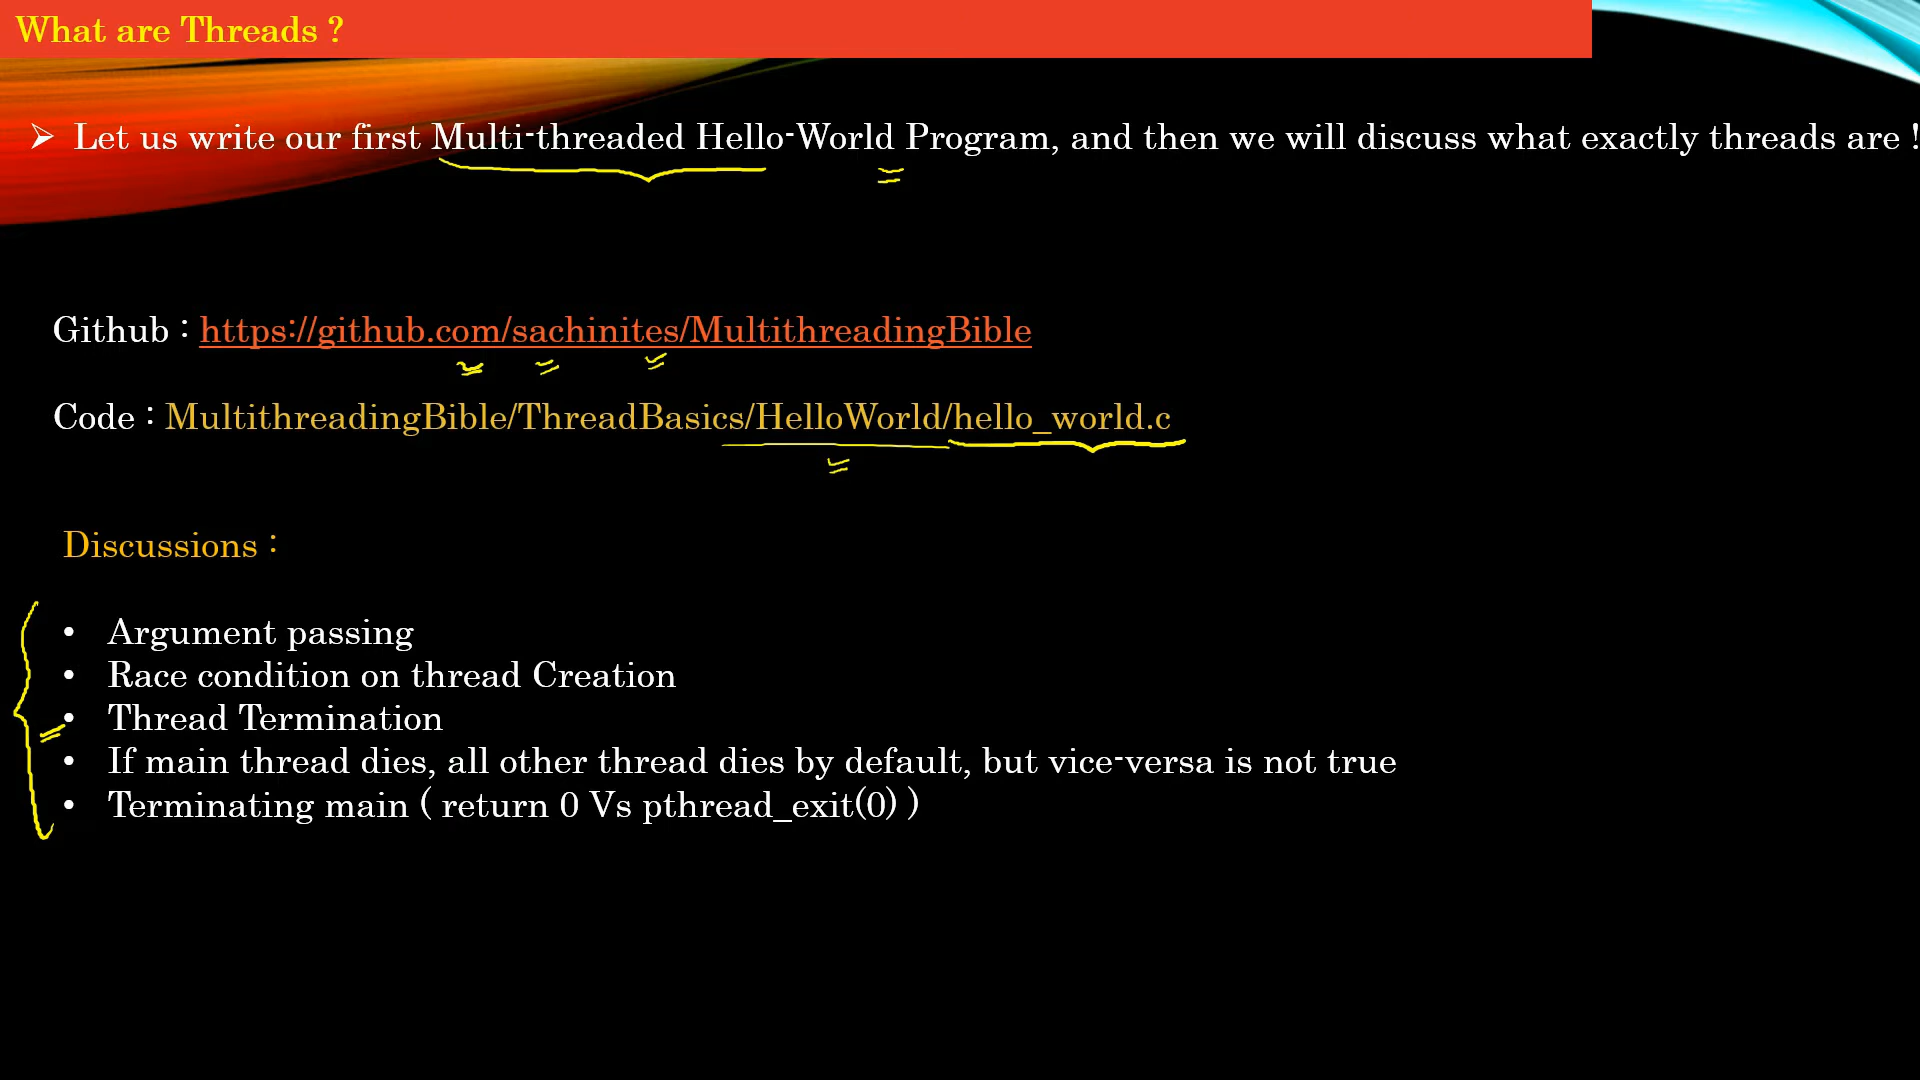 What are Threads ?
➢ Let us write our first Multi-threaded Hello-World Program, and then we will discuss what exactly threads are !
Github : https://github.com/sachinites/MultithreadingBible
Code : MultithreadingBible/ThreadBasics/HelloWorld/hello_world.c
Discussions :
• Argument passing
• Race condition on thread Creation
• Thread Termination
• If main thread dies, all other thread dies by default, but vice-versa is not true
• Terminating main ( return 0 Vs pthread_exit(0) )